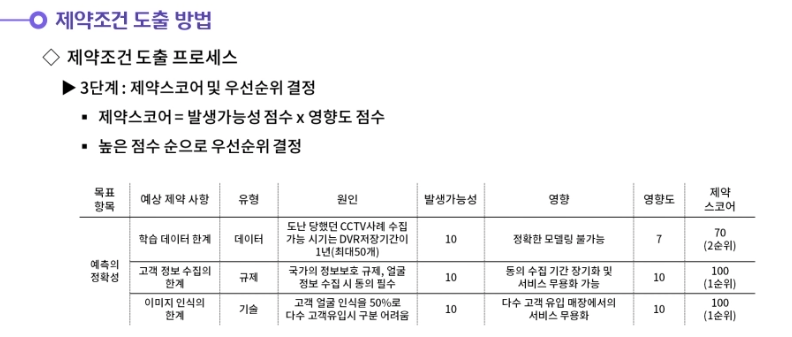 제약조건 도출 방법
◇ 제약조건 도출 프로세스
▶ 3단계 : 제약스코어 및 우선순위 결정
▪ 제약스코어 = 발생가능성 점수 x 영향도 점수
▪ 높은 점수 순으로 우선순위 결정
목표
항목
예상 제약 사항
유형
원인
발생가능성
영향
영향도
제약
스코어
예측의
정확성
학습 데이터 한계
데이터
도난 당했던 CCTV사례 수집
가능 시기는 DVR저장기간이
1년(최대50개)
10
정확한 모델링 불가능
7
70
(2순위)
고객 정보 수집의
한계
규제
국가의 정보보호 규제, 얼굴
정보 수집 시 동의 필수
10
동의 수집 기간 장기화 및
서비스 무용화 가능
10
100
(1순위)
이미지 인식의
한계
기술
고객 얼굴 인식을 50%로
다수 고객유입시 구분 어려움
10
다수 고객 유입 매장에서의
서비스 무용화
10
100
(1순위)